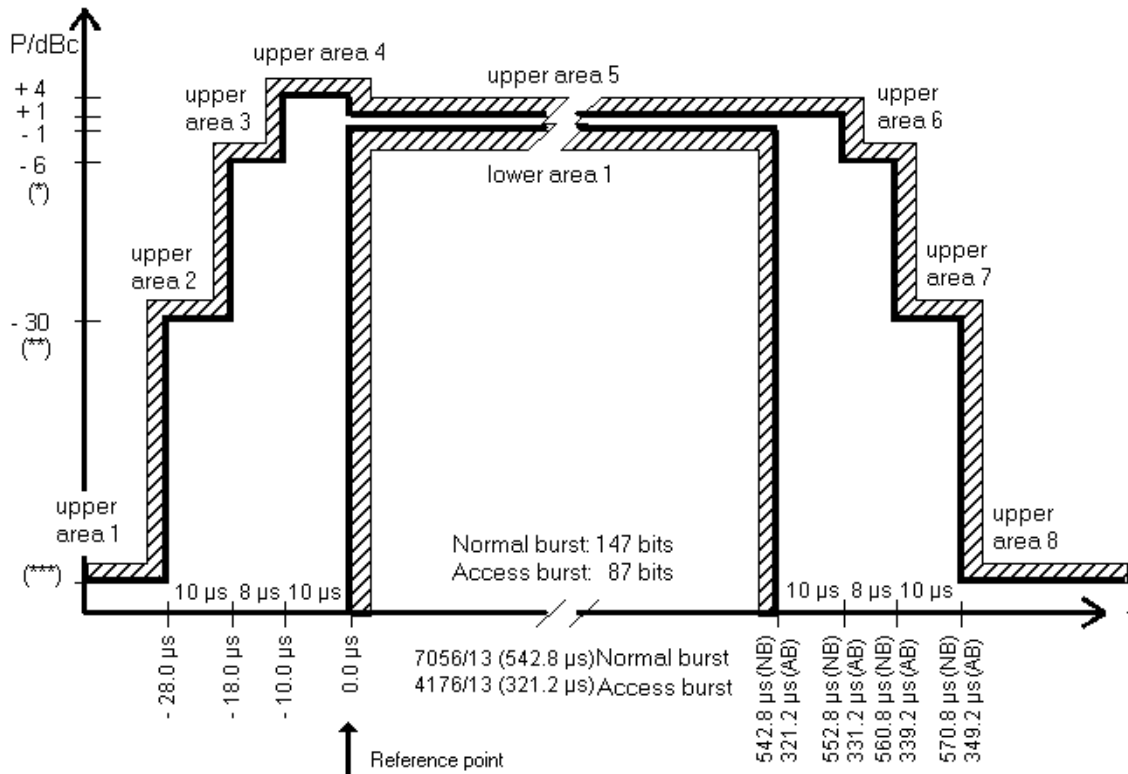 P/dBc
+ 4
+ 1
- 1
- 6
(*)
- 30
(**)
(***)
upper area 4
upper
area 3
upper
area 2
upper
area 1
upper area 5
lower area 1
upper
area 6
upper
area 7
upper
area 8
Normal burst: 147 bits
Access burst: 87 bits
10 µs 8 µs 10 µs
10 µs 8 µs 10 µs
- 28.0 µs
- 18.0 µs
- 10.0 µs
0.0 µs
7056/13 (542.8 µs) Normal burst
4176/13 (321.2 µs) Access burst
542.8 µs (NB)
321.2 µs (AB)
552.8 µs (NB)
331.2 µs (AB)
560.8 µs (NB)
339.2 µs (AB)
570.8 µs (NB)
349.2 µs (AB)
Reference point